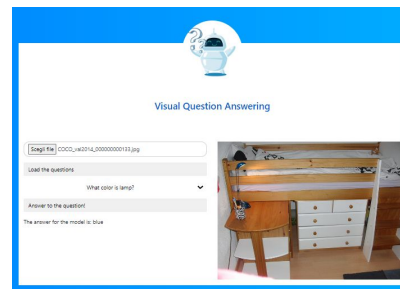 Visual Question Answering
Scegli file COCO_val2014_000000000133.jpg
Load the questions
What color is lamp?
Answer to the question!
The answer for the model is: blue